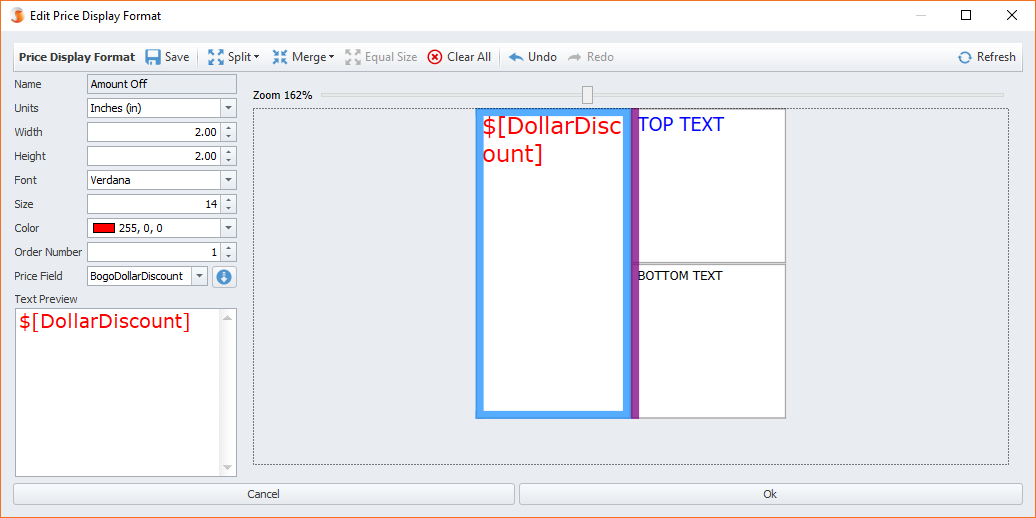 Edit Price Display Format
Price Display Format Save Split Merge Equal Size Clear All Undo Redo Refresh
Name Amount Off
Units Inches (in)
Width 2.00
Height 2.00
Font Verdana
Size 14
Color 255, 0, 0
Order Number 1
Price Field BogoDollarDiscount
Text Preview
$[DollarDiscount]
Zoom 162%
$[DollarDisc
ount]
TOP TEXT
BOTTOM TEXT
Cancel Ok